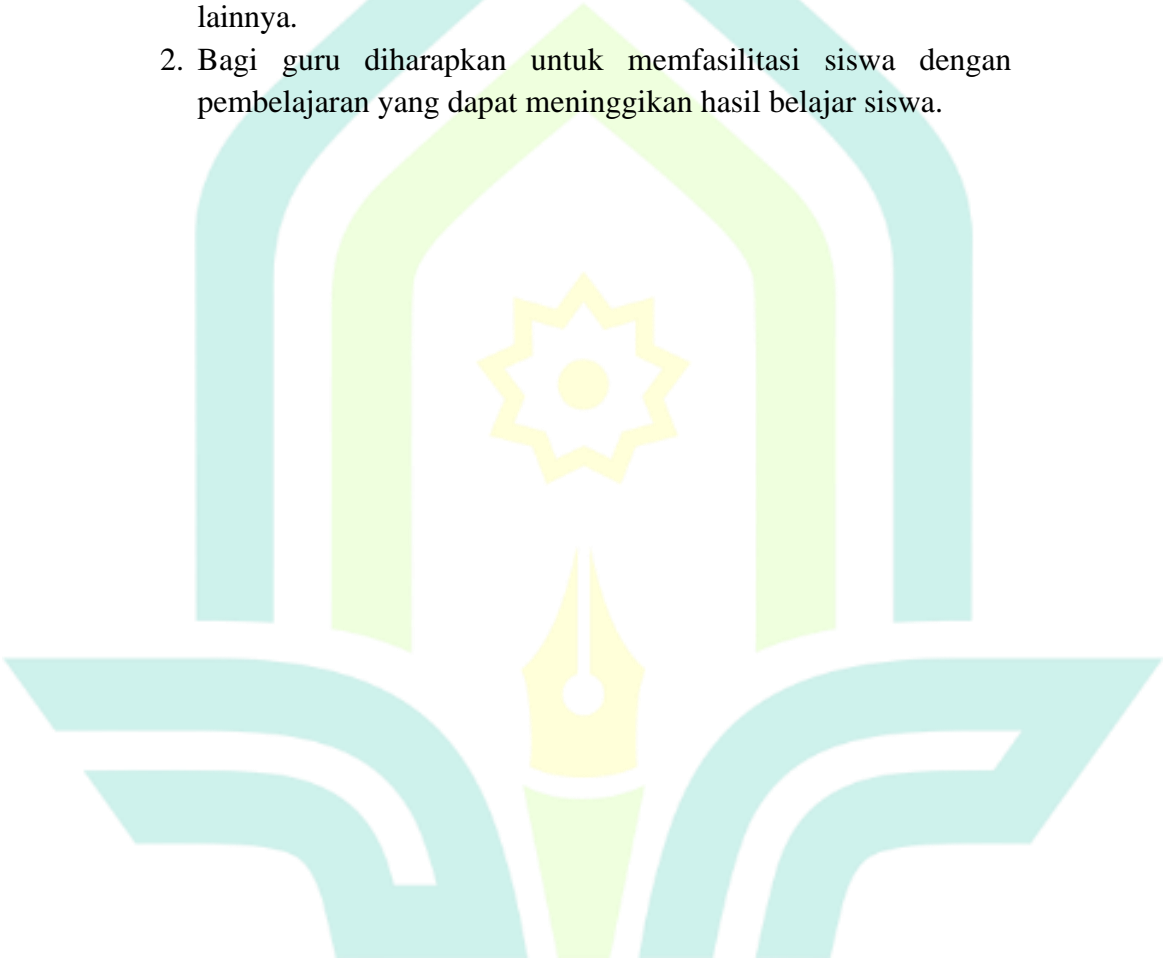 lainnya.
2. Bagi guru diharapkan untuk memfasilitasi siswa dengan
pembelajaran yang dapat meninggikan hasil belajar siswa.